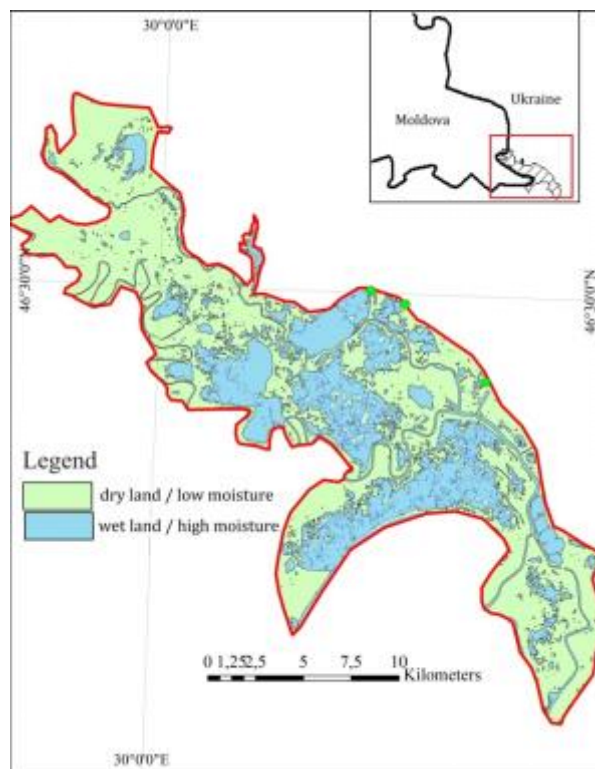 30°0'0"E
Ukraine
Moldova
46°30'0"N
46°30'0"N
Legend
dry land / low moisture
wet land / high moisture
0 1,25 2,5 5 7,5 10
Kilometers
30°0'0"E